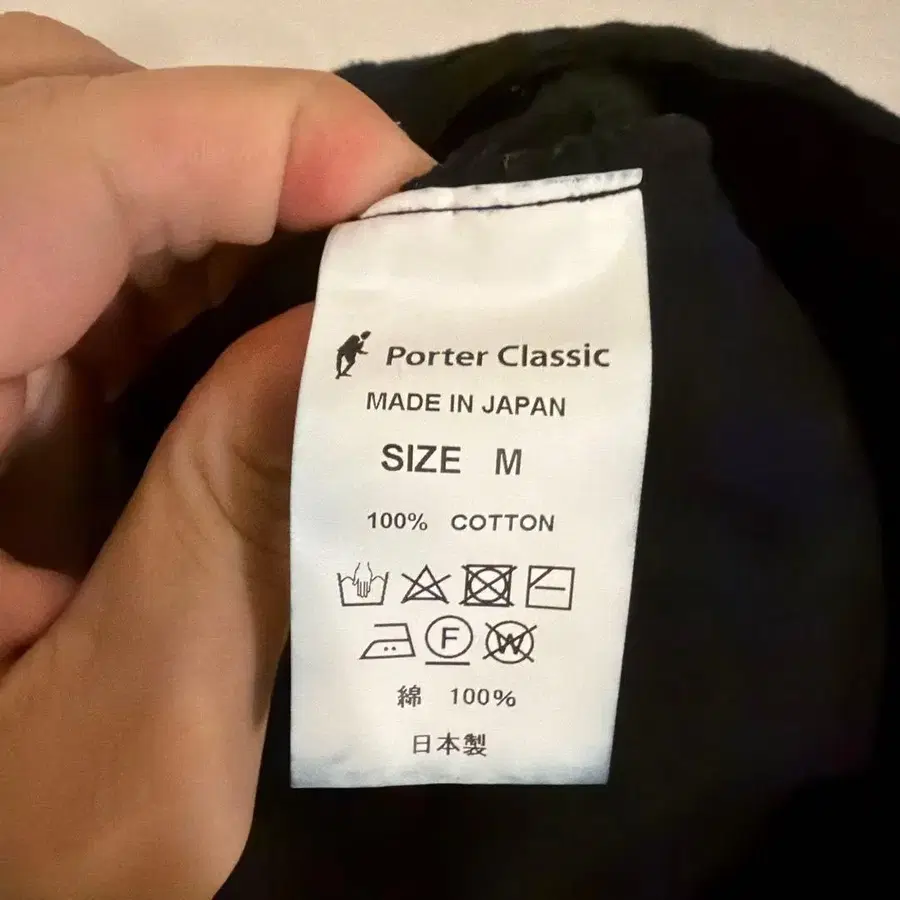 Porter Classic
MADE IN JAPAN
SIZE M
100% COTTON
F W
綿 100%
日本製